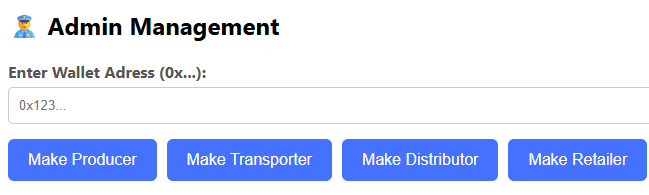 Admin Management
Enter Wallet Adress (0x...):
0x123...
Make Producer Make Transporter Make Distributor Make Retailer